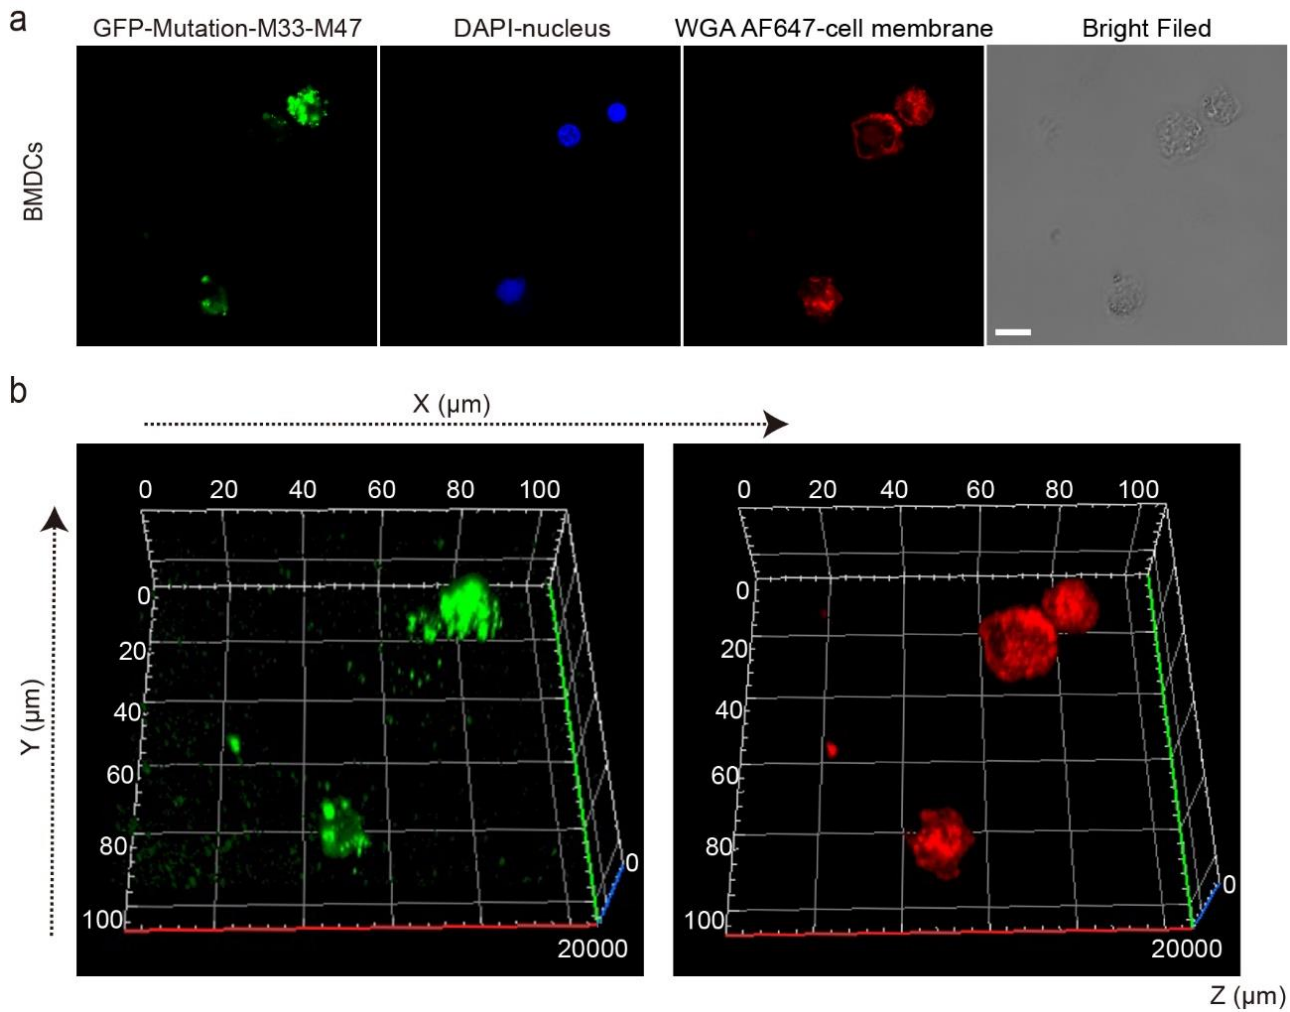 a
GFP-Mutation-M33-M47 DAPI-nucleus WGA AF647-cell membrane Bright Filed
BMDCs
b
X (μm)
Y (μm)
0 20 40 60 80 100
0
20
40
60
80
100
0
20000
0 20 40 60 80 100
0
20
40
60
80
100
0
20000
Z (μm)